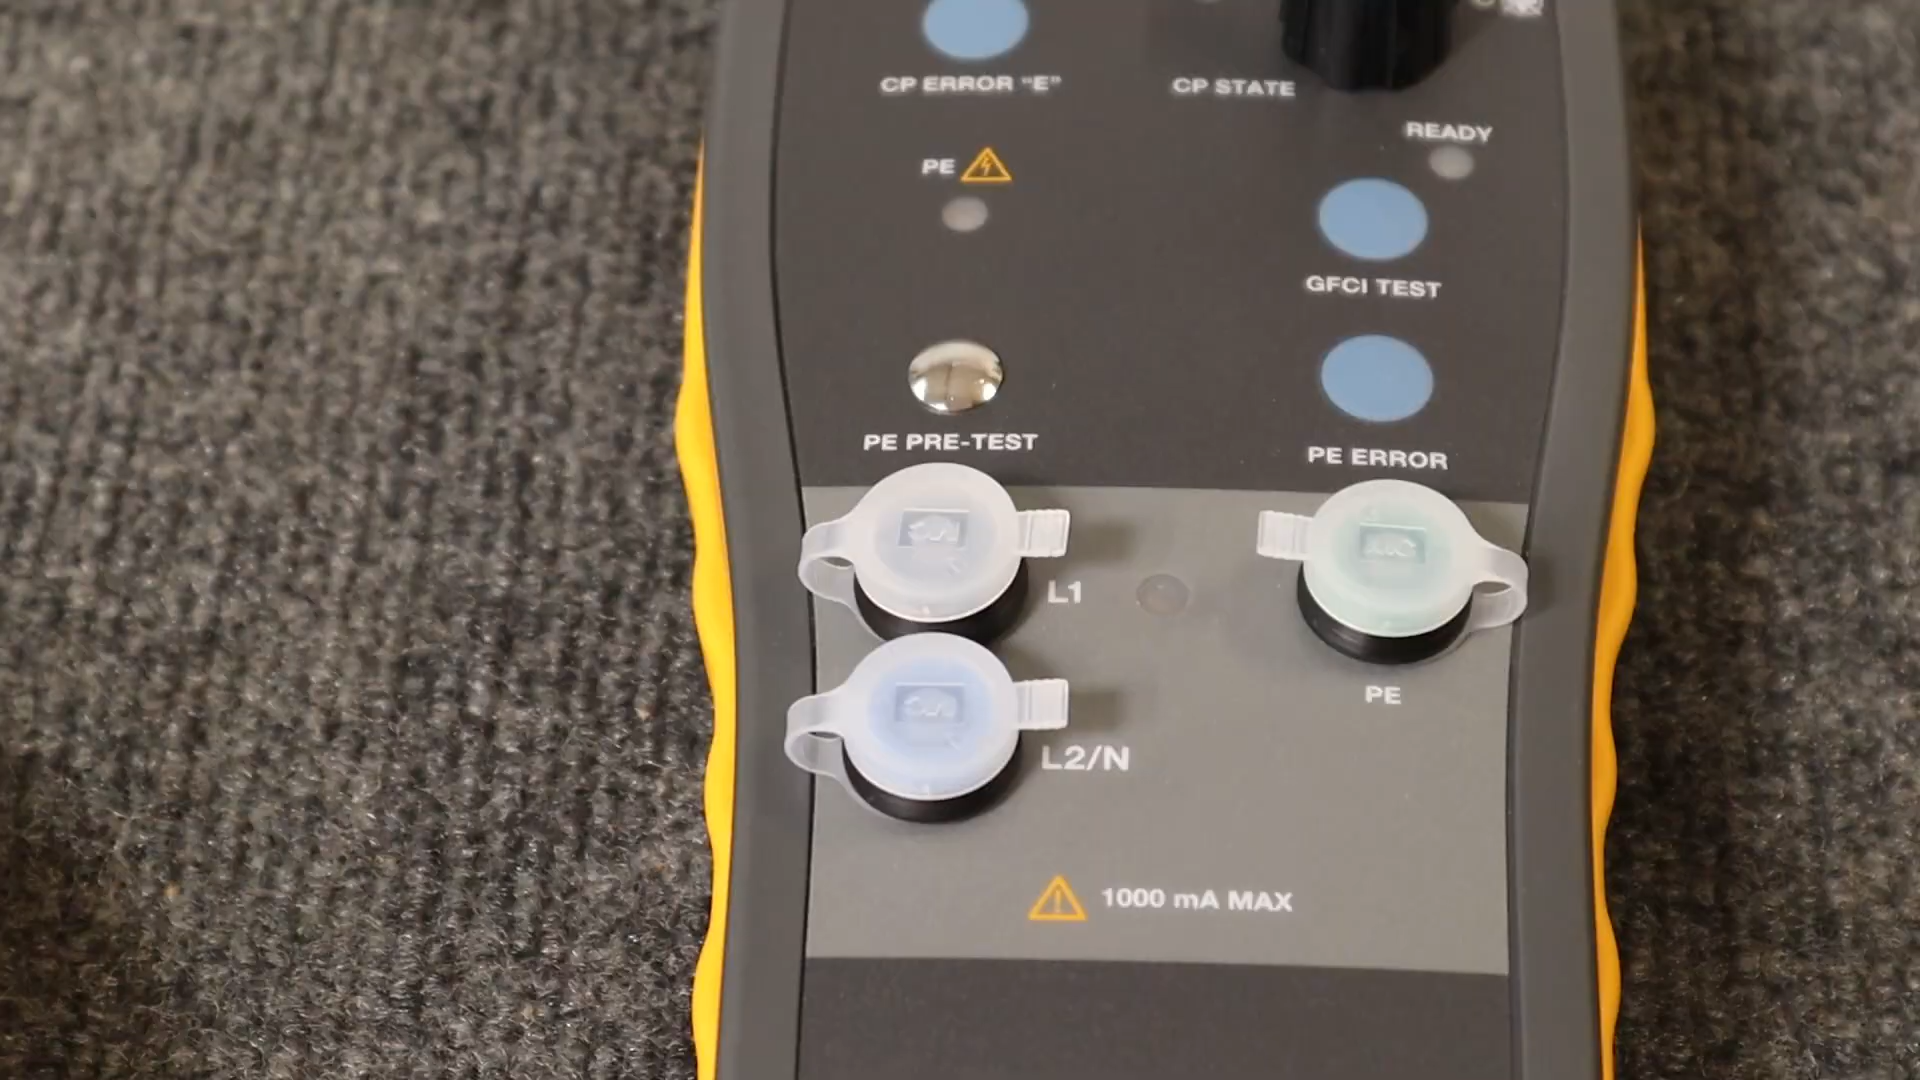 CP ERROR “E”
CP STATE
READY
PE
GFCI TEST
PE PRE-TEST
PE ERROR
L1
PE
L2/N
1000 mA MAX